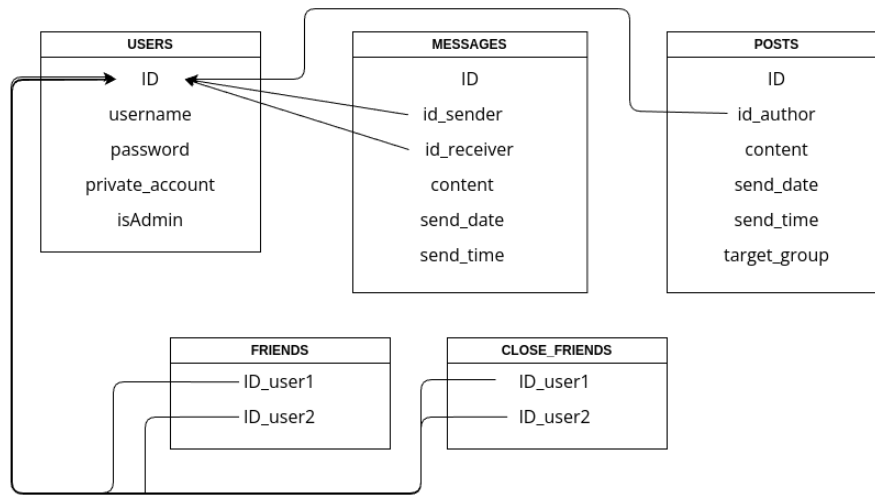 USERS
ID
username
password
private_account
isAdmin
MESSAGES
ID
id_sender
id_receiver
content
send_date
send_time
POSTS
ID
id_author
content
send_date
send_time
target_group
FRIENDS
ID_user1
ID_user2
CLOSE_FRIENDS
ID_user1
ID_user2